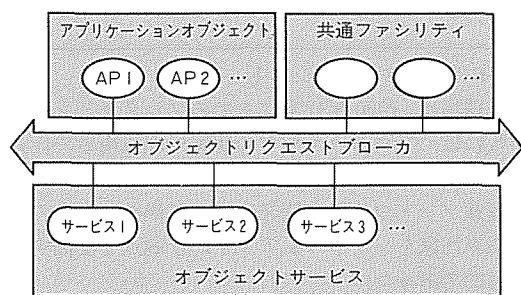 アプリケーションオブジェクト
共通ファシリティ
AP1
AP2
…
…
オブジェクトリクエストブローカ
サービス1
サービス2
サービス3
…
オブジェクトサービス